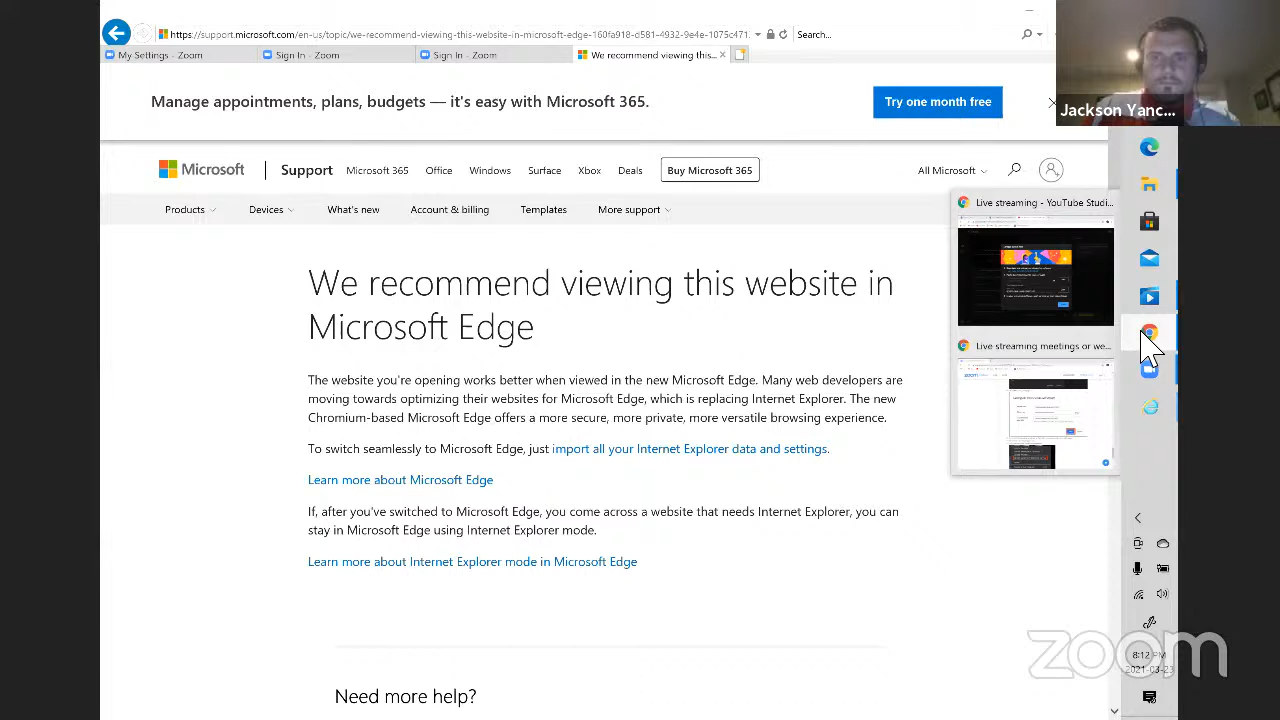 https://support.microsoft.com/en-us/topic/we-recommend-viewing-this-website-in-microsoft-edge-160fa918-d581-4932-9e4e-1075c471...
Search...
My Settings - Zoom
Sign In - Zoom
Sign In - Zoom
We recommend viewing this...
Manage appointments, plans, budgets — it's easy with Microsoft 365.
Try one month free
Jackson Yanc...
Microsoft
Support
Microsoft 365
Office
Windows
Surface
Xbox
Deals
Buy Microsoft 365
All Microsoft
Products
Devices
What's new
Account & billing
Templates
More support
Live streaming - YouTube Studi...
Live streaming meetings or we...
We recommend viewing this website in
Microsoft Edge
The website you're opening works better when viewed in the new Microsoft Edge. Many web developers are
now optimizing their websites for Microsoft Edge, which is replacing Internet Explorer. The new
Microsoft Edge offers a more secure, more private, more versatile browsing experience.
To switch seamlessly to Microsoft Edge, just import all your Internet Explorer data and settings.
Learn more about Microsoft Edge
If, after you've switched to Microsoft Edge, you come across a website that needs Internet Explorer, you can
stay in Microsoft Edge using Internet Explorer mode.
Learn more about Internet Explorer mode in Microsoft Edge
Need more help?
zoom
8:12 PM
2021-03-23